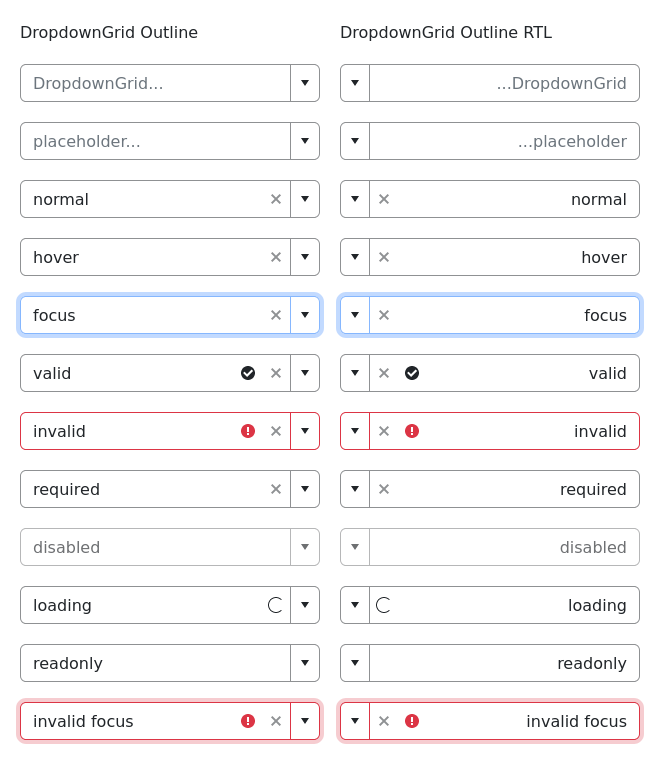 DropdownGrid Outline
DropdownGrid...
placeholder...
normal
hover
focus
valid
invalid
required
disabled
loading
readonly
invalid focus
DropdownGrid Outline RTL
...DropdownGrid
...placeholder
normal
hover
focus
valid
invalid
required
disabled
loading
readonly
invalid focus